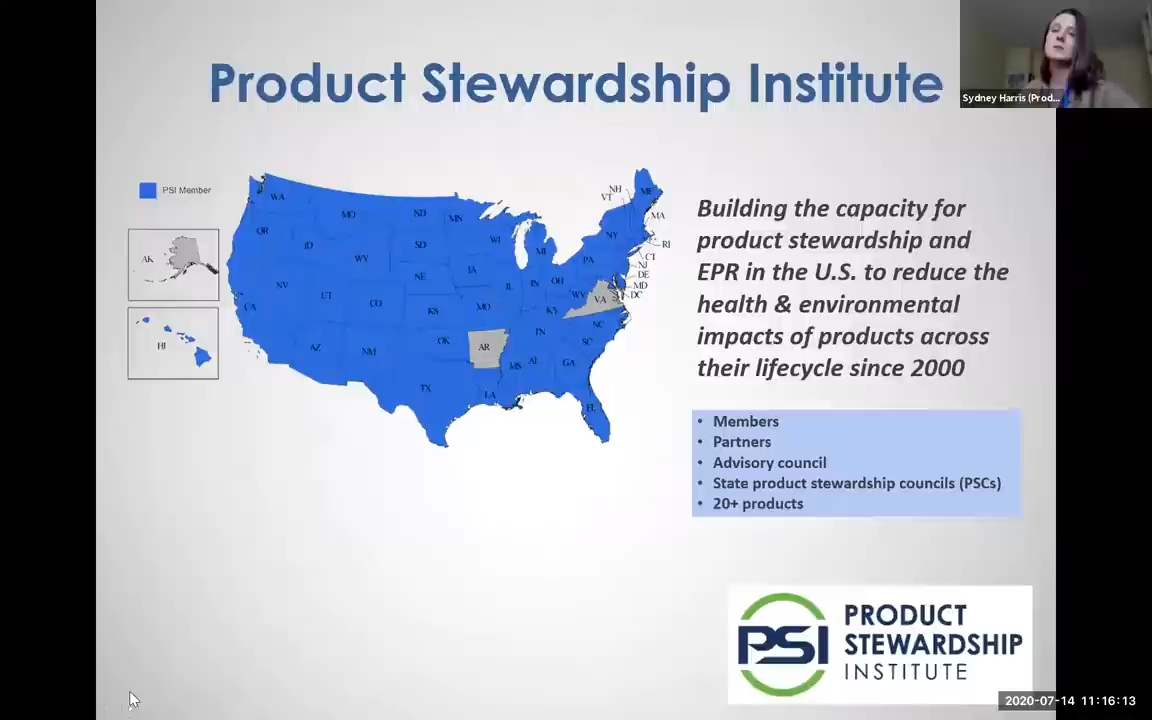 Product Stewardship Institute
Sydney Harris (Prod...
PSI Member
AK
HI
WA
MO
ND
MN
OR
ID
SD
WI
WY
MI
NH
VT
ME
MA
NY
RI
CT
NJ
DE
MD
DC
PA
NE
IA
NV
UT
CO
IL
IN
OH
WV
VA
CA
KS
MO
KY
AZ
NM
OK
AR
TN
NC
SC
MS
Al
GA
TX
LA
FL
Building the capacity for
product stewardship and
EPR in the U.S. to reduce the
health & environmental
impacts of products across
their lifecycle since 2000
• Members
• Partners
• Advisory council
• State product stewardship councils (PSCs)
• 20+ products
PSI
PRODUCT
STEWARDSHIP
INSTITUTE
2020-07-14 11:16:13